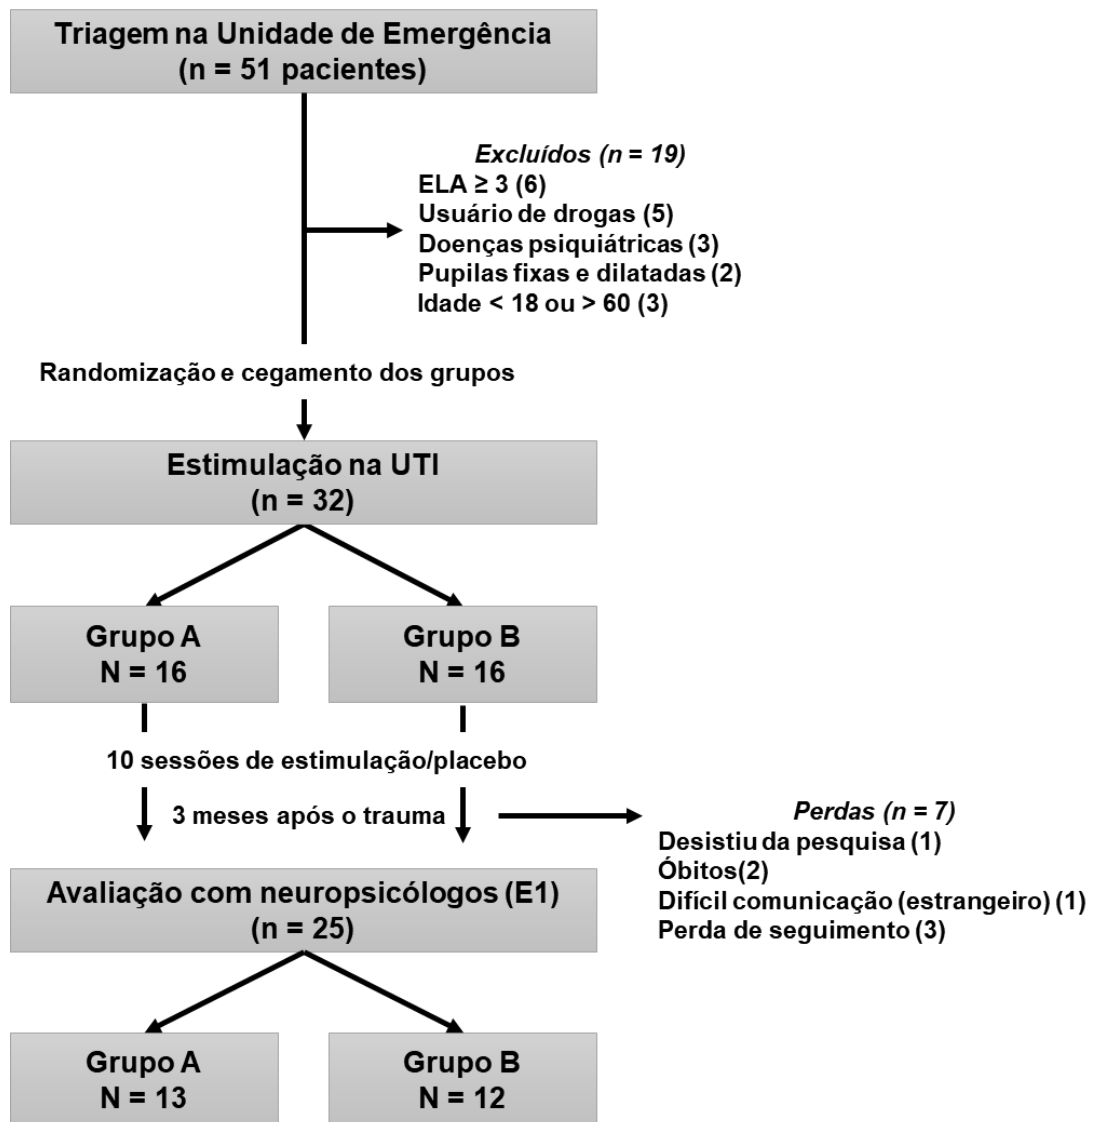 Triagem na Unidade de Emergência
(n = 51 pacientes)
Excluídos (n = 19)
ELA ≥ 3 (6)
Usuário de drogas (5)
Doenças psiquiátricas (3)
Pupilas fixas e dilatadas (2)
Idade < 18 ou > 60 (3)
Randomização e cegamento dos grupos
Estimulação na UTI
(n = 32)
Grupo A
N = 16
Grupo B
N = 16
10 sessões de estimulação/placebo
3 meses após o trauma
Perdas (n = 7)
Desistiu da pesquisa (1)
Óbitos(2)
Difícil comunicação (estrangeiro) (1)
Perda de seguimento (3)
Avaliação com neuropsicólogos (E1)
(n = 25)
Grupo A
N = 13
Grupo B
N = 12